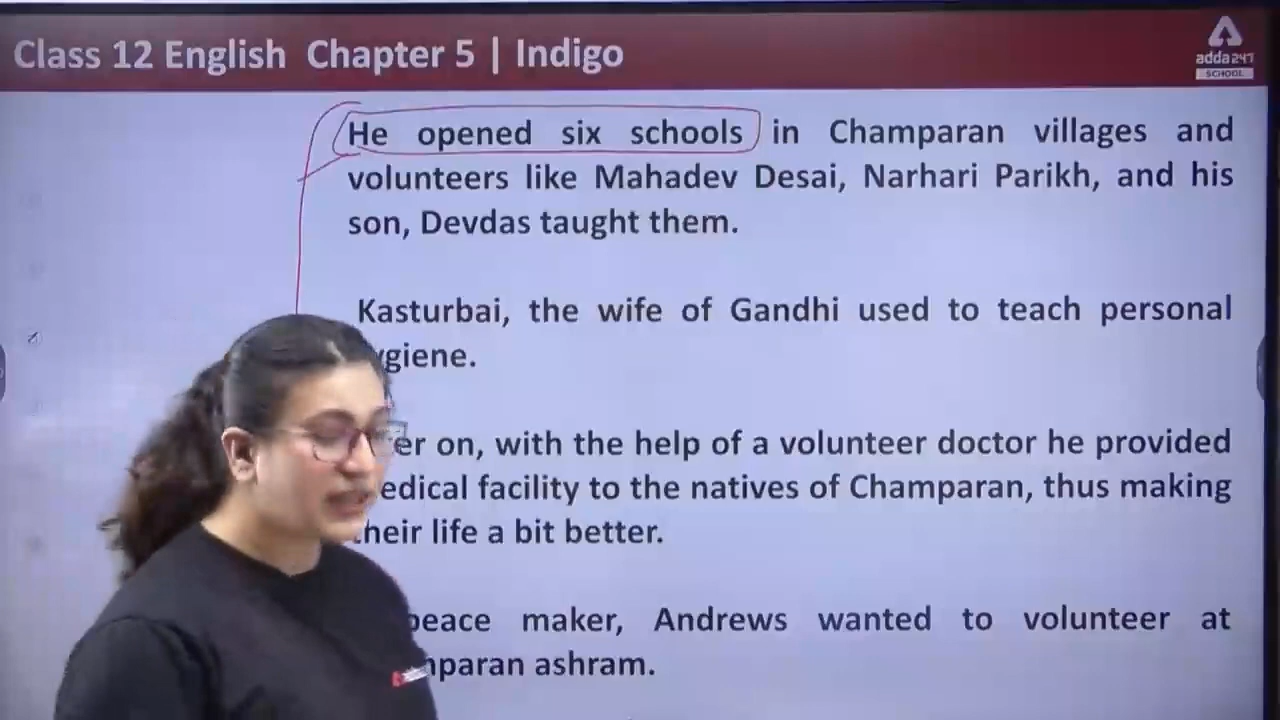 Class 12 English Chapter 5 | Indigo
adda247
SCHOOL
He opened six schools in Champaran villages and
volunteers like Mahadev Desai, Narhari Parikh, and his
son, Devdas taught them.
Kasturbai, the wife of Gandhi used to teach personal
giene.
er on, with the help of a volunteer doctor he provided
edical facility to the natives of Champaran, thus making
their life a bit better.
peace maker, Andrews wanted to volunteer at
mparan ashram.